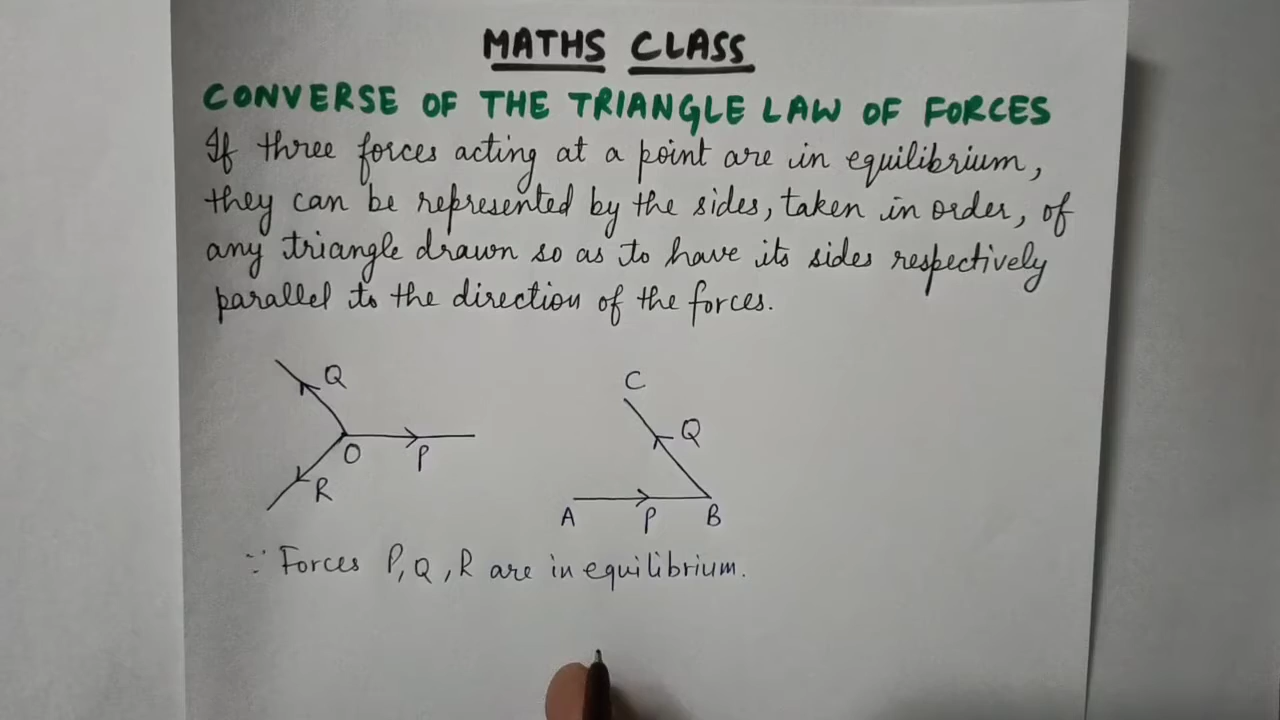 MATHS CLASS
CONVERSE OF THE TRIANGLE LAW OF FORCES
If three forces acting at a point are in equilibrium,
they can be represented by the sides, taken in order, of
any triangle drawn so as to have its sides respectively
parallel to the direction of the forces.
Q
O
P
R
C
Q
A
P
B
∵ Forces P, Q, R are in equilibrium.